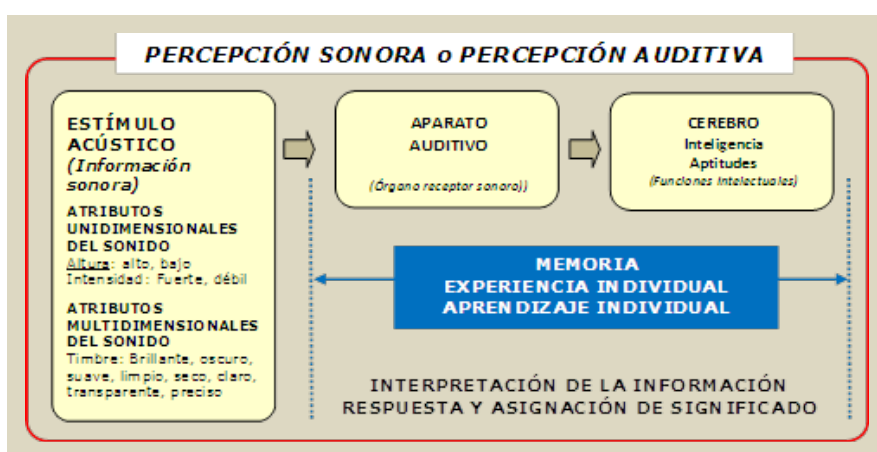 PERCEPCIÓN SONORA o PERCEPCIÓN AUDITIVA
ESTÍMULO
ACÚSTICO
(Información
sonora)
ATRIBUTOS
UNIDIMENSIONALES
DEL SONIDO
Altura: alto, bajo
Intensidad: Fuerte, débil
ATRIBUTOS
MULTIDIMENSIONALES
DEL SONIDO
Timbre: Brillante, oscuro,
suave, limpio, seco, claro,
transparente, preciso
APARATO
AUDITIVO
(Órgano receptor sonoro))
CEREBRO
Inteligencia
Aptitudes
(Funciones Intelectuales)
MEMORIA
EXPERIENCIA INDIVIDUAL
APRENDIZAJE INDIVIDUAL
INTERPRETACIÓN DE LA INFORMACIÓN
RESPUESTA Y ASIGNACIÓN DE SIGNIFICADO